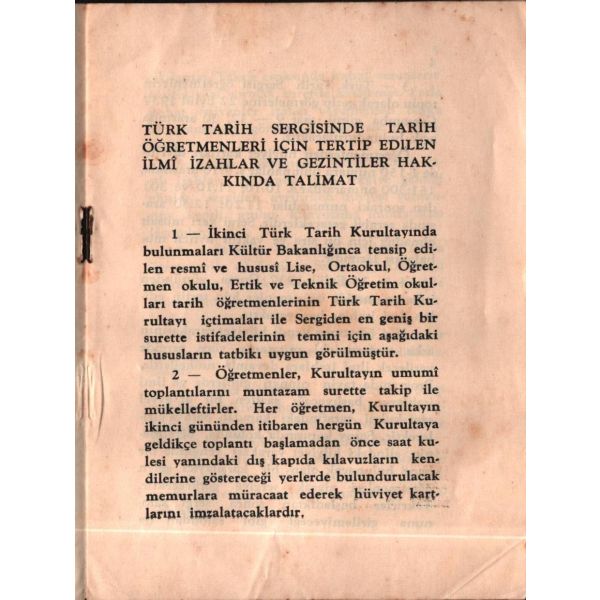 TÜRK TARİH SERGİSİNDE TARİH
ÖĞRETMENLERİ İÇİN TERTİP EDILEN
İLMÎ İZAHLAR VE GEZİNTİLER HAK-
KINDA TALİMAT
1 — İkinci Türk Tarih Kurultayında
bulunmaları Kültür Bakanlığınca tensip edi-
len resmî ve hususî Lise, Ortaokul, Öğret-
men okulu, Ertik ve Teknik Öğretim okul-
ları tarih öğretmenlerinin Türk Tarih Ku-
rultayı içtimaları ile Sergiden en geniş bir
surette istifadelerinin temini için aşağıdaki
hususların tatbikı uygun görülmüştür.
2 — Öğretmenler, Kurultayın umumî
toplantılarını muntazam surette takip ile
mükelleftirler. Her öğretmen, Kurultayın
ikinci gününden itibaren hergün Kurultaya
geldikçe toplantı başlamadan önce saat ku-
lesi yanındaki dış kapıda kılavuzların ken-
dilerine göstereceği yerlerde bulundurulacak
memurlara müracaat ederek hüviyet kart-
larını imzalatacaklardır.